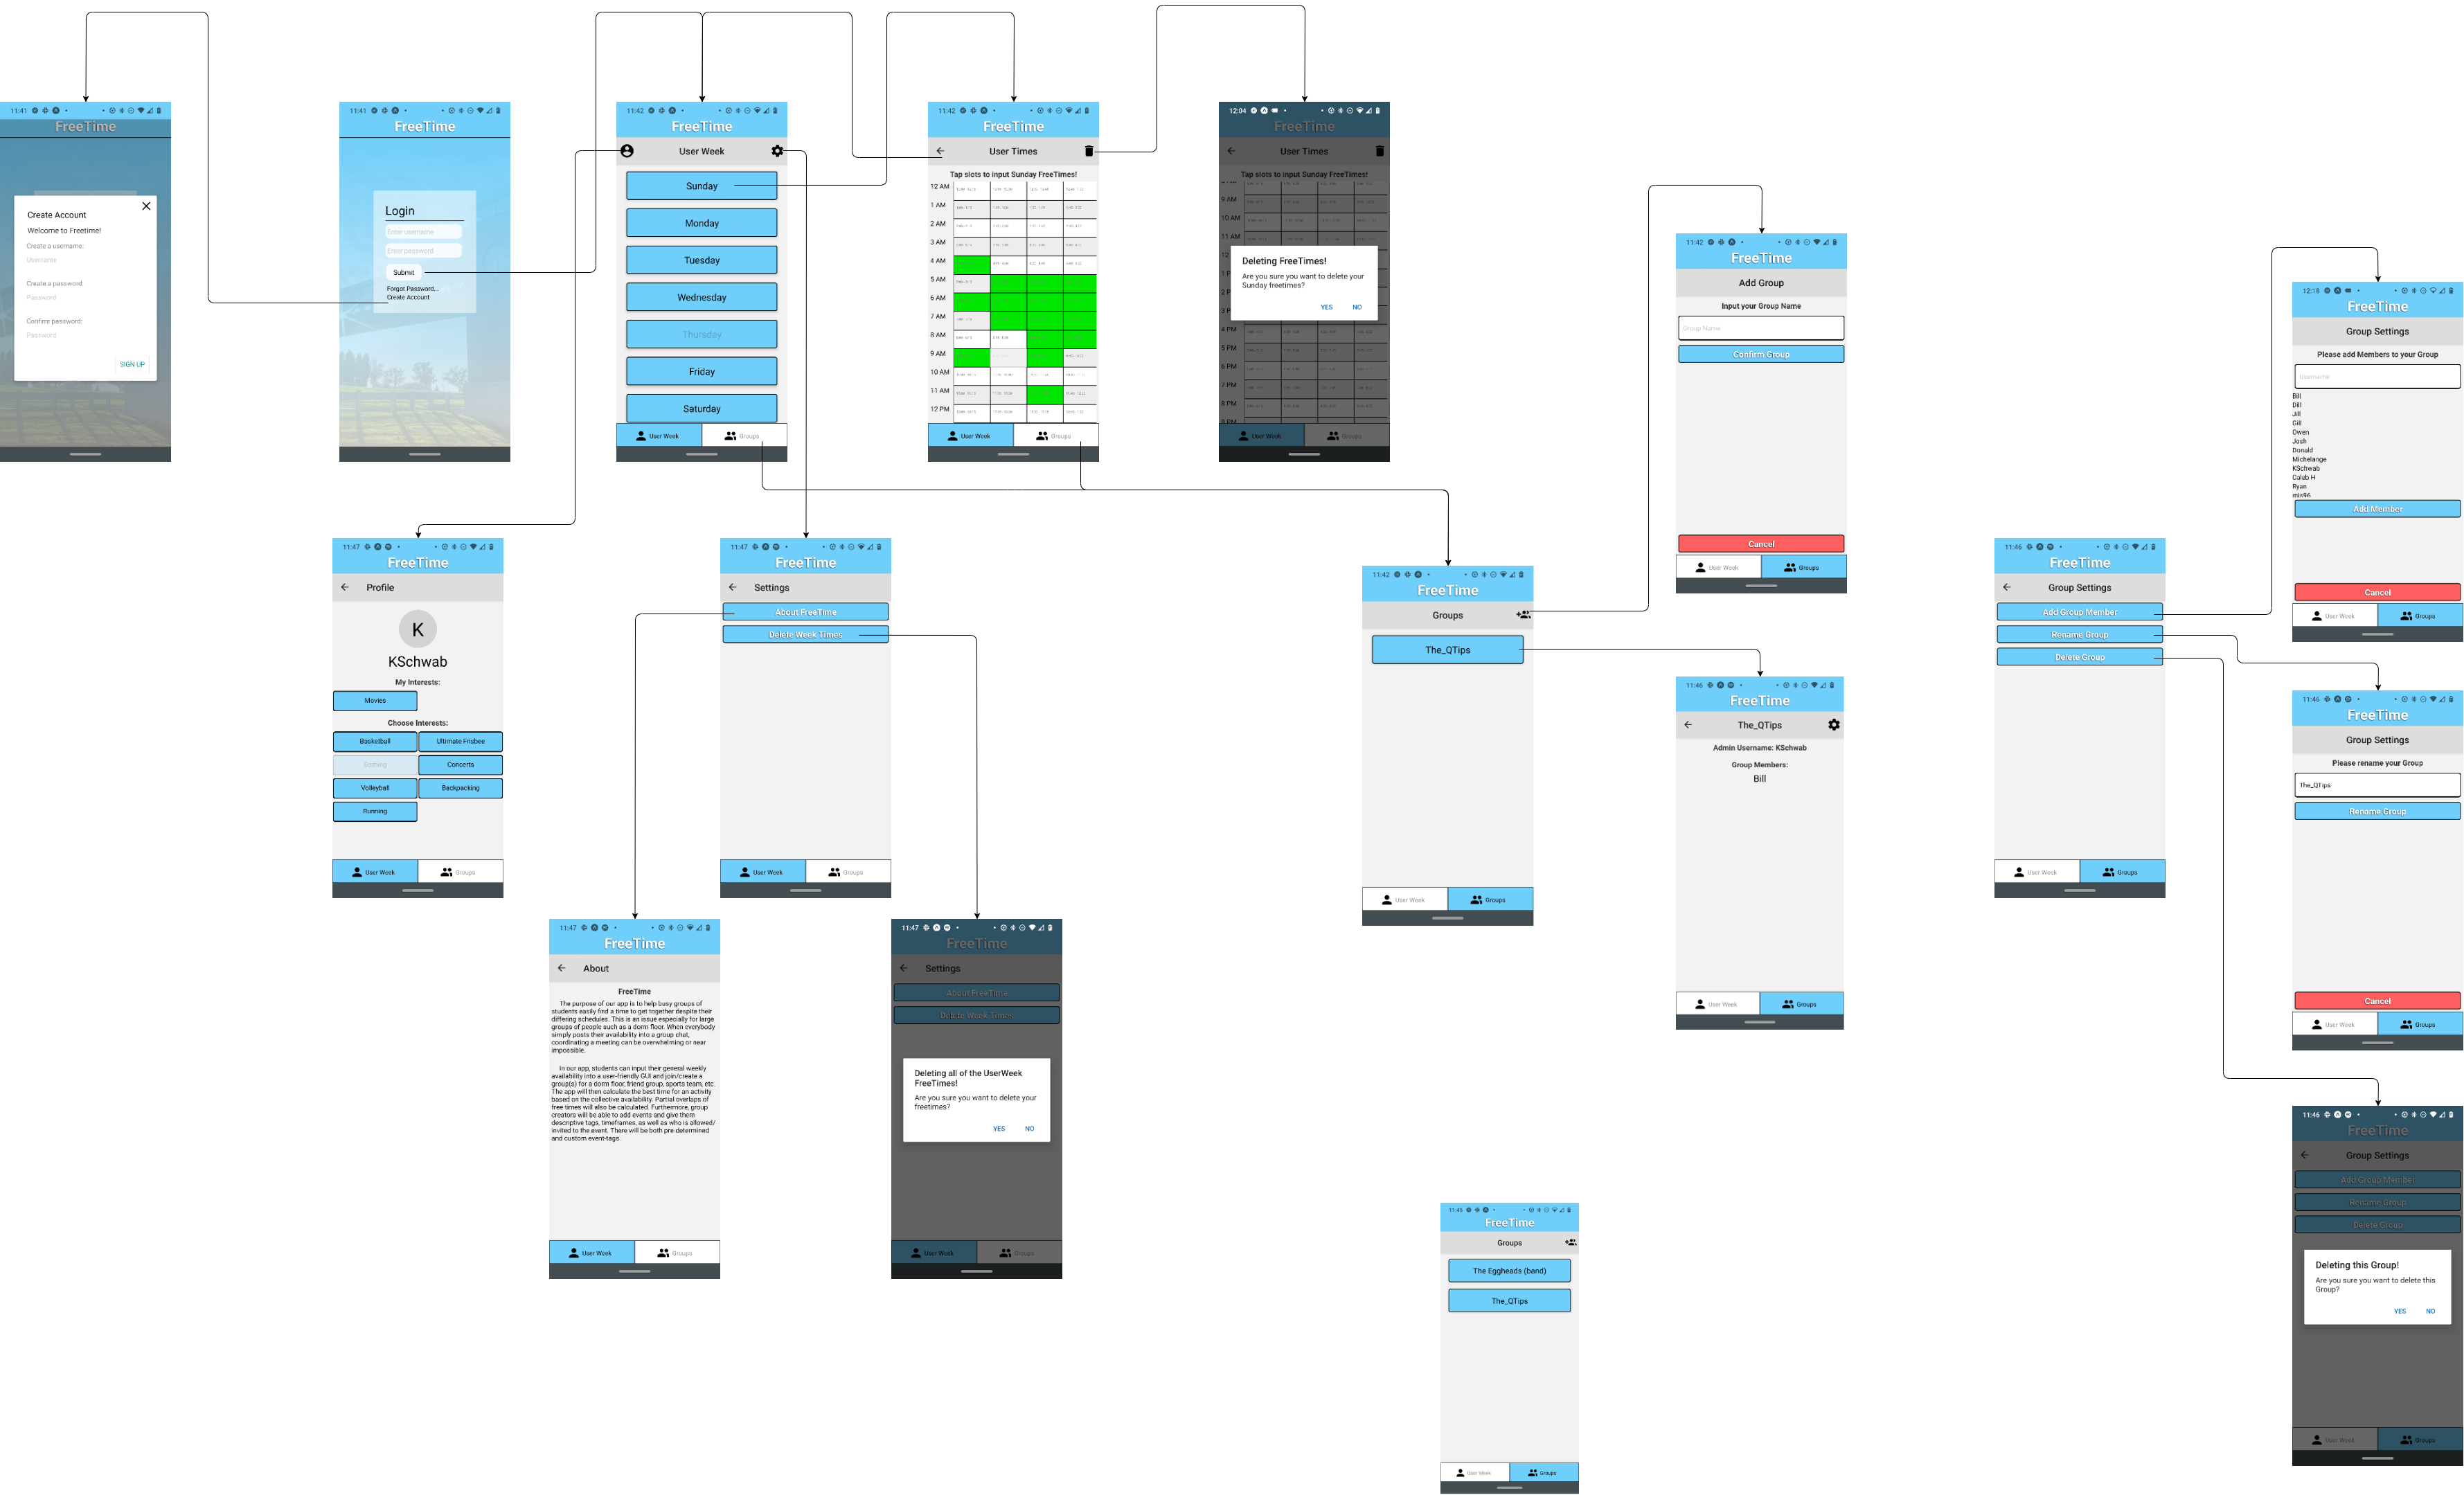 11:41
FreeTime
Create Account
Welcome to Freetime!
Create a username:
Username
Create a password:
Password
Confirm password:
Password
SIGN UP
11:41
FreeTime
Login
Enter username
Enter password
Submit
Forgot Password...
Create Account
11:42
FreeTime
User Week
Sunday
Monday
Tuesday
Wednesday
Thursday
Friday
Saturday
User Week
Groups
11:42
FreeTime
User Times
Tap slots to input Sunday FreeTimes!
12 AM
1 AM
2 AM
3 AM
4 AM
5 AM
6 AM
7 AM
8 AM
9 AM
10 AM
11 AM
12 PM
User Week
Groups
12:04
FreeTime
User Times
Tap slots to input Sunday FreeTimes!
9 AM
10 AM
11 AM
12
1 P
2 P
3 P
4 PM
5 PM
6 PM
7 PM
8 PM
9 PM
Deleting FreeTimes!
Are you sure you want to delete your
Sunday freetimes?
YES NO
User Week
Groups
11:42
FreeTime
Add Group
Input your Group Name
Group Name
Confirm Group
Cancel
User Week
Groups
12:18
FreeTime
Group Settings
Please add Members to your Group
Username
Bill
Dill
Jill
Gill
Owen
Josh
Donald
Michelange
KSchwab
Caleb H
Ryan
mis96
Add Member
Cancel
User Week
Groups
11:47
FreeTime
Profile
K
KSchwab
My Interests:
Movies
Choose Interests:
Basketball
Ultimate Frisbee
Gaming
Concerts
Volleyball
Backpacking
Running
User Week
Groups
11:47
FreeTime
Settings
About FreeTime
Delete Week Times
User Week
Groups
11:42
FreeTime
Groups
The_QTips
User Week
Groups
11:46
FreeTime
The_QTips
Admin Username: KSchwab
Group Members:
Bill
User Week
Groups
11:46
FreeTime
Group Settings
Add Group Member
Rename Group
Delete Group
User Week
Groups
11:46
FreeTime
Group Settings
Please rename your Group
The_QTips
Rename Group
Cancel
User Week
Groups
11:47
FreeTime
About
FreeTime
The purpose of our app is to help busy groups of
students easily find a time to get together despite their
differing schedules. This is an issue especially for large
groups of people such as a dorm floor. When everybody
simply posts their availability into a group chat,
coordinating a meeting can be overwhelming or near
impossible.
In our app, students can input their general weekly
availability into a user-friendly GUI and join/create a
group(s) for a dorm floor, friend group, sports team, etc.
The app will then calculate the best time for an activity
based on the collective availability. Partial overlaps of
free times will also be calculated. Furthermore, group
creators will be able to add events and give them
descriptive tags, timeframes, as well as who is allowed/
invited to the event. There will be both pre-determined
and custom event-tags.
User Week
Groups
11:47
FreeTime
Settings
About FreeTime
Delete Week Times
Deleting all of the UserWeek
FreeTimes!
Are you sure you want to delete your
freetimes?
YES NO
User Week
Groups
11:45
FreeTime
Groups
The Eggheads (band)
The_QTips
User Week
Groups
11:46
FreeTime
Group Settings
Add Group Member
Rename Group
Delete Group
Deleting this Group!
Are you sure you want to delete this
Group?
YES NO
User Week
Groups